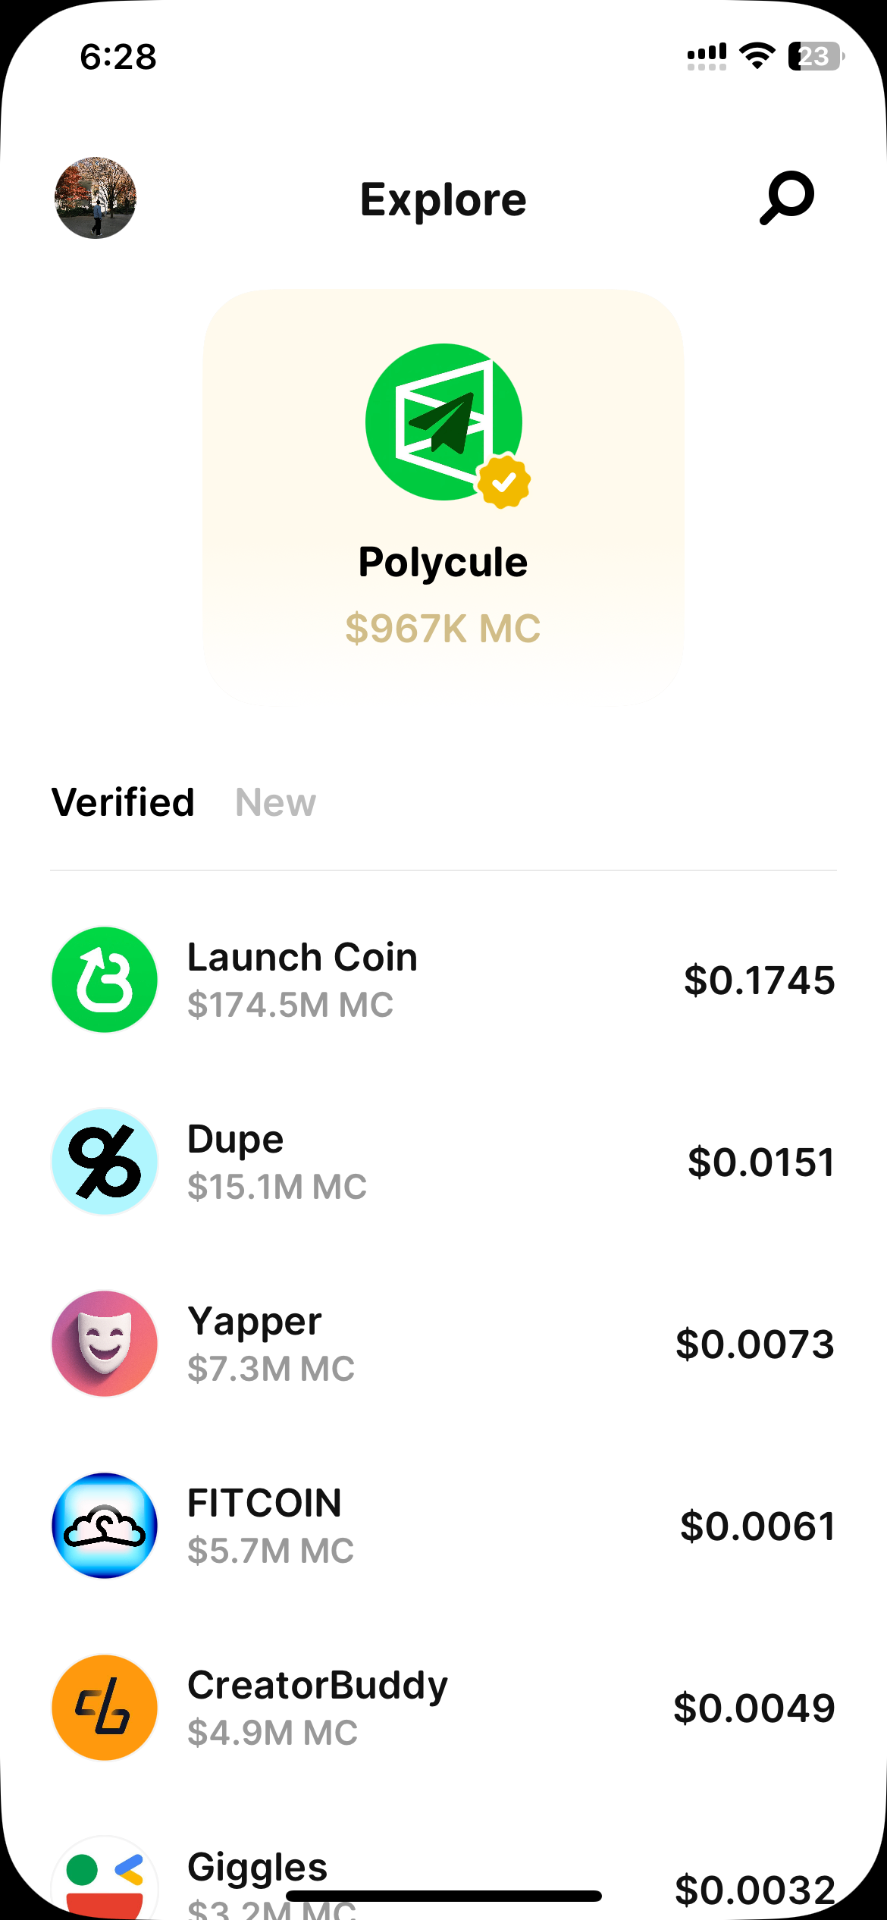 6:28
23
Explore
Polycule
$967K MC
Verified New
Launch Coin
$174.5M MC
$0.1745
Dupe
$15.1M MC
$0.0151
Yapper
$7.3M MC
$0.0073
FITCOIN
$5.7M MC
$0.0061
CreatorBuddy
$4.9M MC
$0.0049
Giggles
$3.2M MC
$0.0032